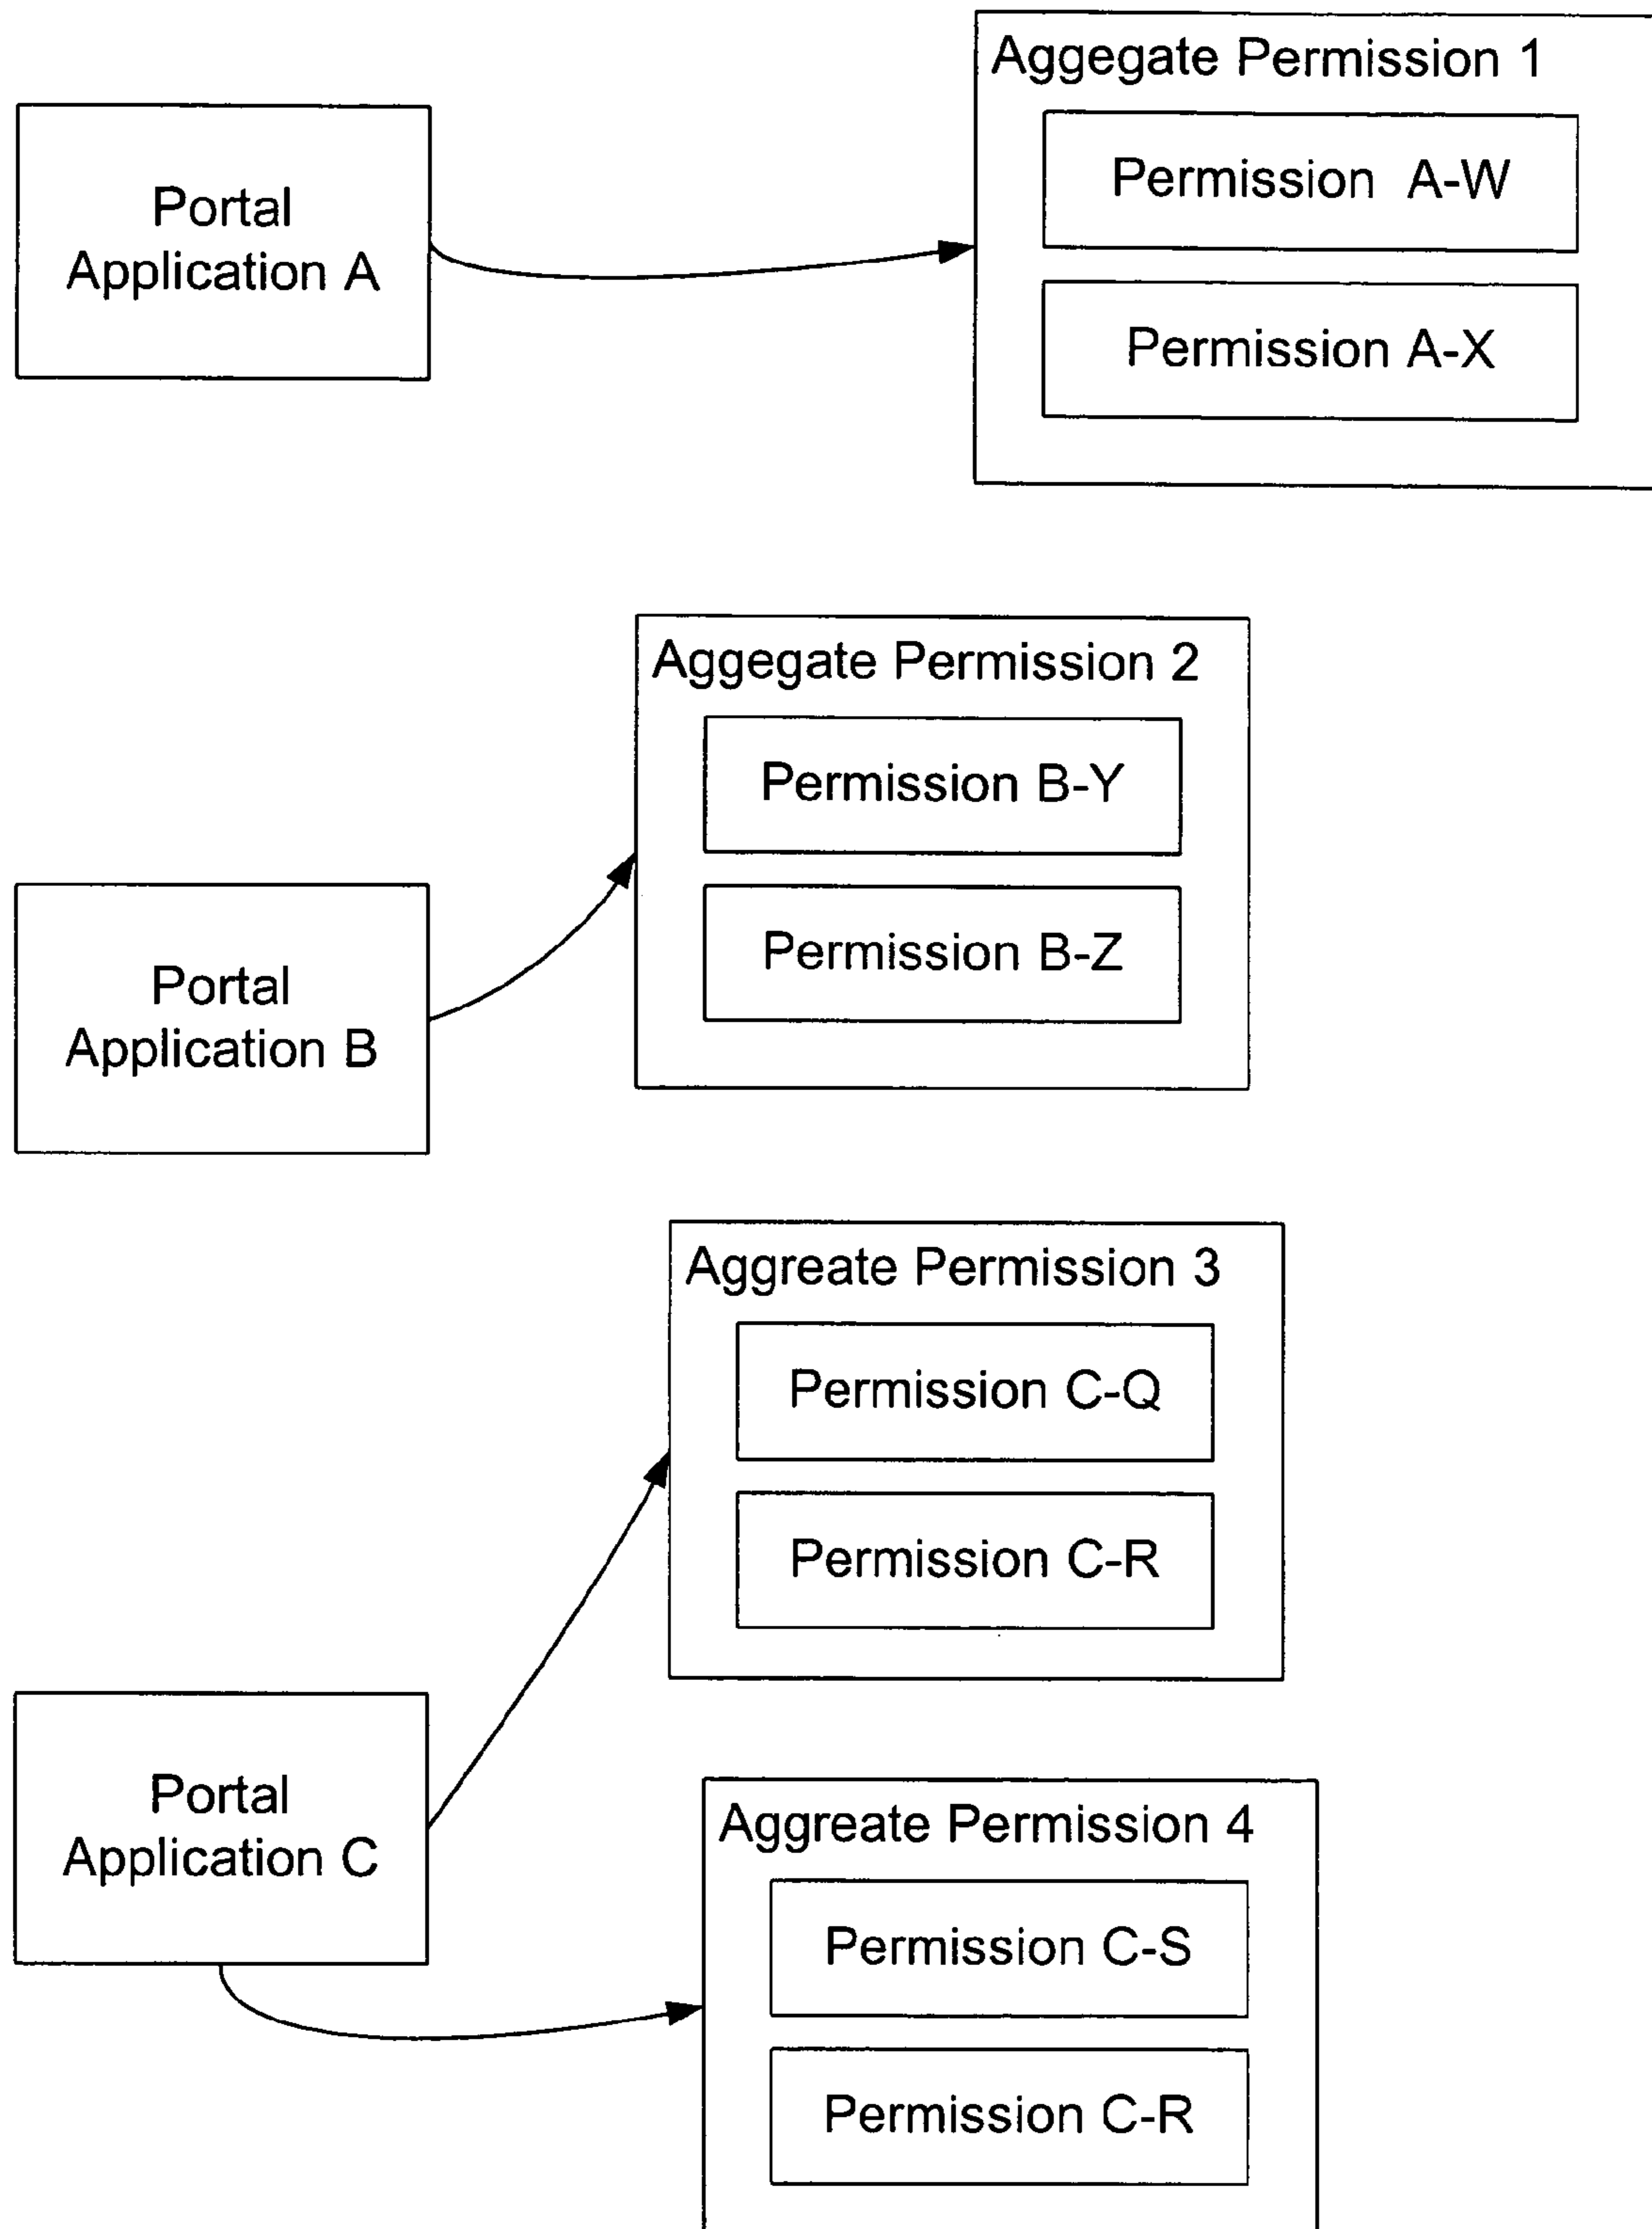 Aggegate Permission 1
Permission A-W
Permission A-X
Portal
Application A
Aggegate Permission 2
Permission B-Y
Permission B-Z
Portal
Application B
Aggreate Permission 3
Permission C-Q
Permission C-R
Portal
Application C
Aggreate Permission 4
Permission C-S
Permission C-R